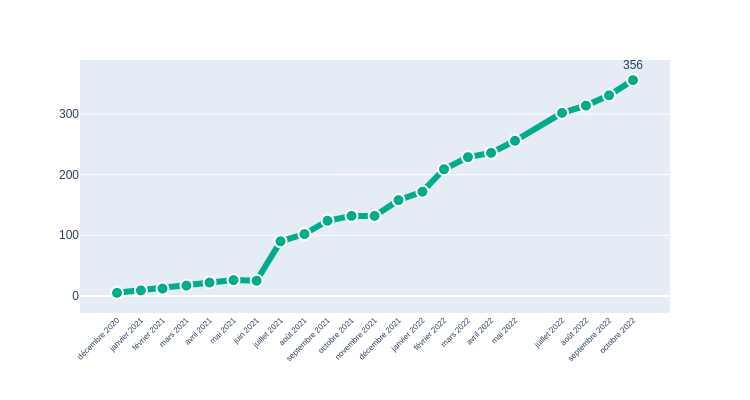 356
300
200
100
0
décembre 2020
janvier 2021
février 2021
mars 2021
avril 2021
mai 2021
juin 2021
juillet 2021
août 2021
septembre 2021
octobre 2021
novembre 2021
décembre 2021
janvier 2022
février 2022
mars 2022
avril 2022
mai 2022
juillet 2022
août 2022
septembre 2022
octobre 2022